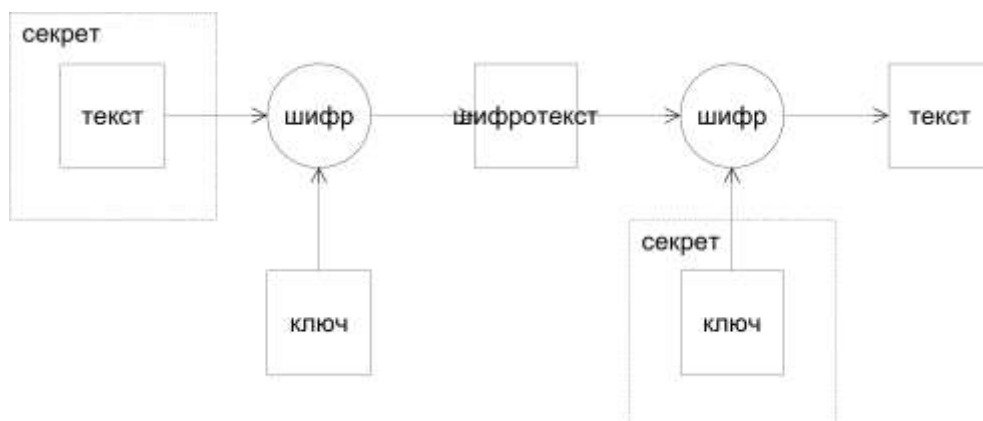 секрет
текст
шифр
шифротекст
шифр
текст
секрет
ключ
ключ